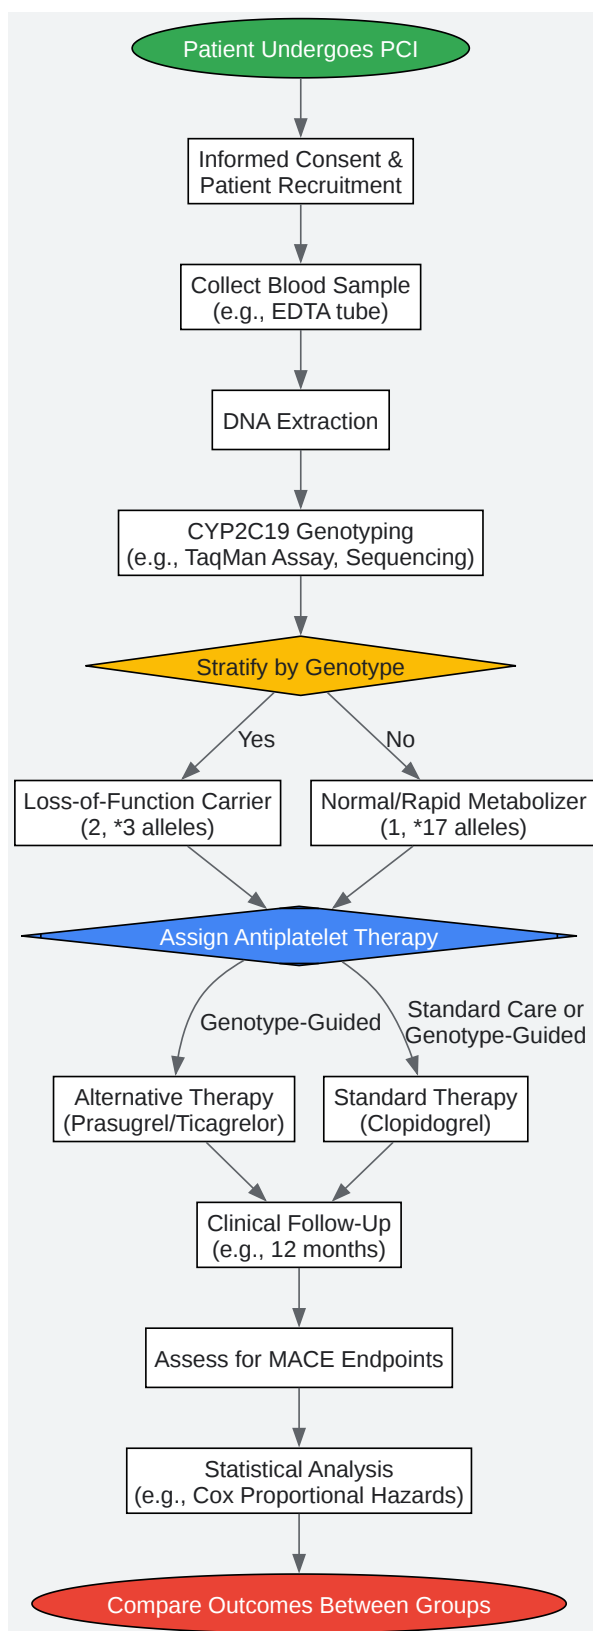 Patient Undergoes PCI
Informed Consent &
Patient Recruitment
Collect Blood Sample
(e.g., EDTA tube)
DNA Extraction
CYP2C19 Genotyping
(e.g., TaqMan Assay, Sequencing)
Stratify by Genotype
Yes
No
Loss-of-Function Carrier
(2, *3 alleles)
Normal/Rapid Metabolizer
(1, *17 alleles)
Assign Antiplatelet Therapy
Genotype-Guided
Standard Care or
Genotype-Guided
Alternative Therapy
(Prasugrel/Ticagrelor)
Standard Therapy
(Clopidogrel)
Clinical Follow-Up
(e.g., 12 months)
Assess for MACE Endpoints
Statistical Analysis
(e.g., Cox Proportional Hazards)
Compare Outcomes Between Groups